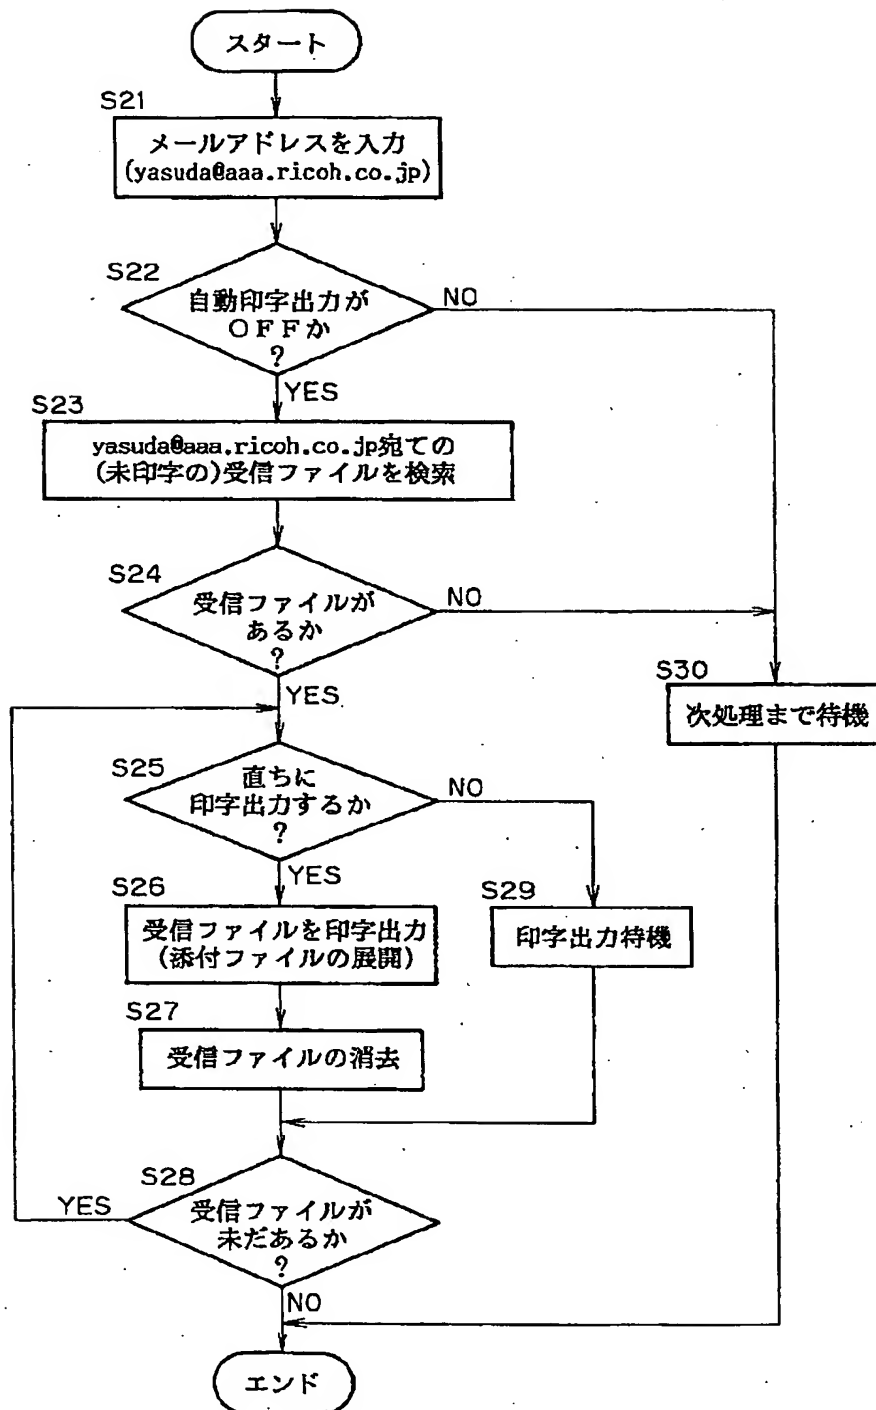 スタート
S21
メールアドレスを入力
(yasuda@aaa.ricoh.co.jp)
S22
自動印字出力が
OFFか
?
NO
YES
S23
yasuda@aaa.ricoh.co.jp宛ての
(未印字の)受信ファイルを検索
S24
受信ファイルが
あるか
?
NO
YES
S30
次処理まで待機
S25
直ちに
印字出力するか
?
NO
YES
S26
受信ファイルを印字出力
(添付ファイルの展開)
S29
印字出力待機
S27
受信ファイルの消去
S28
受信ファイルが
未だあるか
?
YES
NO
エンド